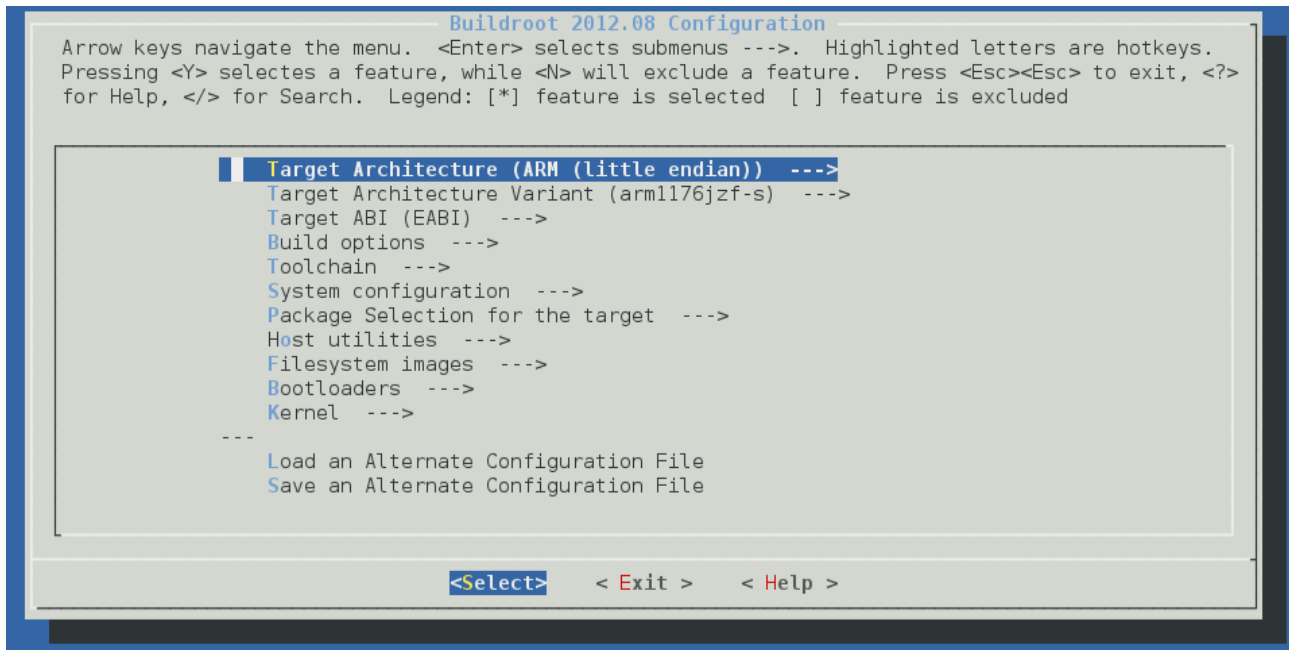 Buildroot 2012.08 Configuration
Arrow keys navigate the menu.  <Enter> selects submenus --->.  Highlighted letters are hotkeys.
Pressing <Y> selectes a feature, while <N> will exclude a feature.  Press <Esc><Esc> to exit, <?>
for Help, </> for Search.  Legend: [*] feature is selected  [ ] feature is excluded
Target Architecture (ARM (little endian))  --->
Target Architecture Variant (arm1176jzf-s)  --->
Target ABI (EABI)  --->
Build options  --->
Toolchain  --->
System configuration  --->
Package Selection for the target  --->
Host utilities  --->
Filesystem images  --->
Bootloaders  --->
Kernel  --->
---
Load an Alternate Configuration File
Save an Alternate Configuration File
<Select>    < Exit >    < Help >